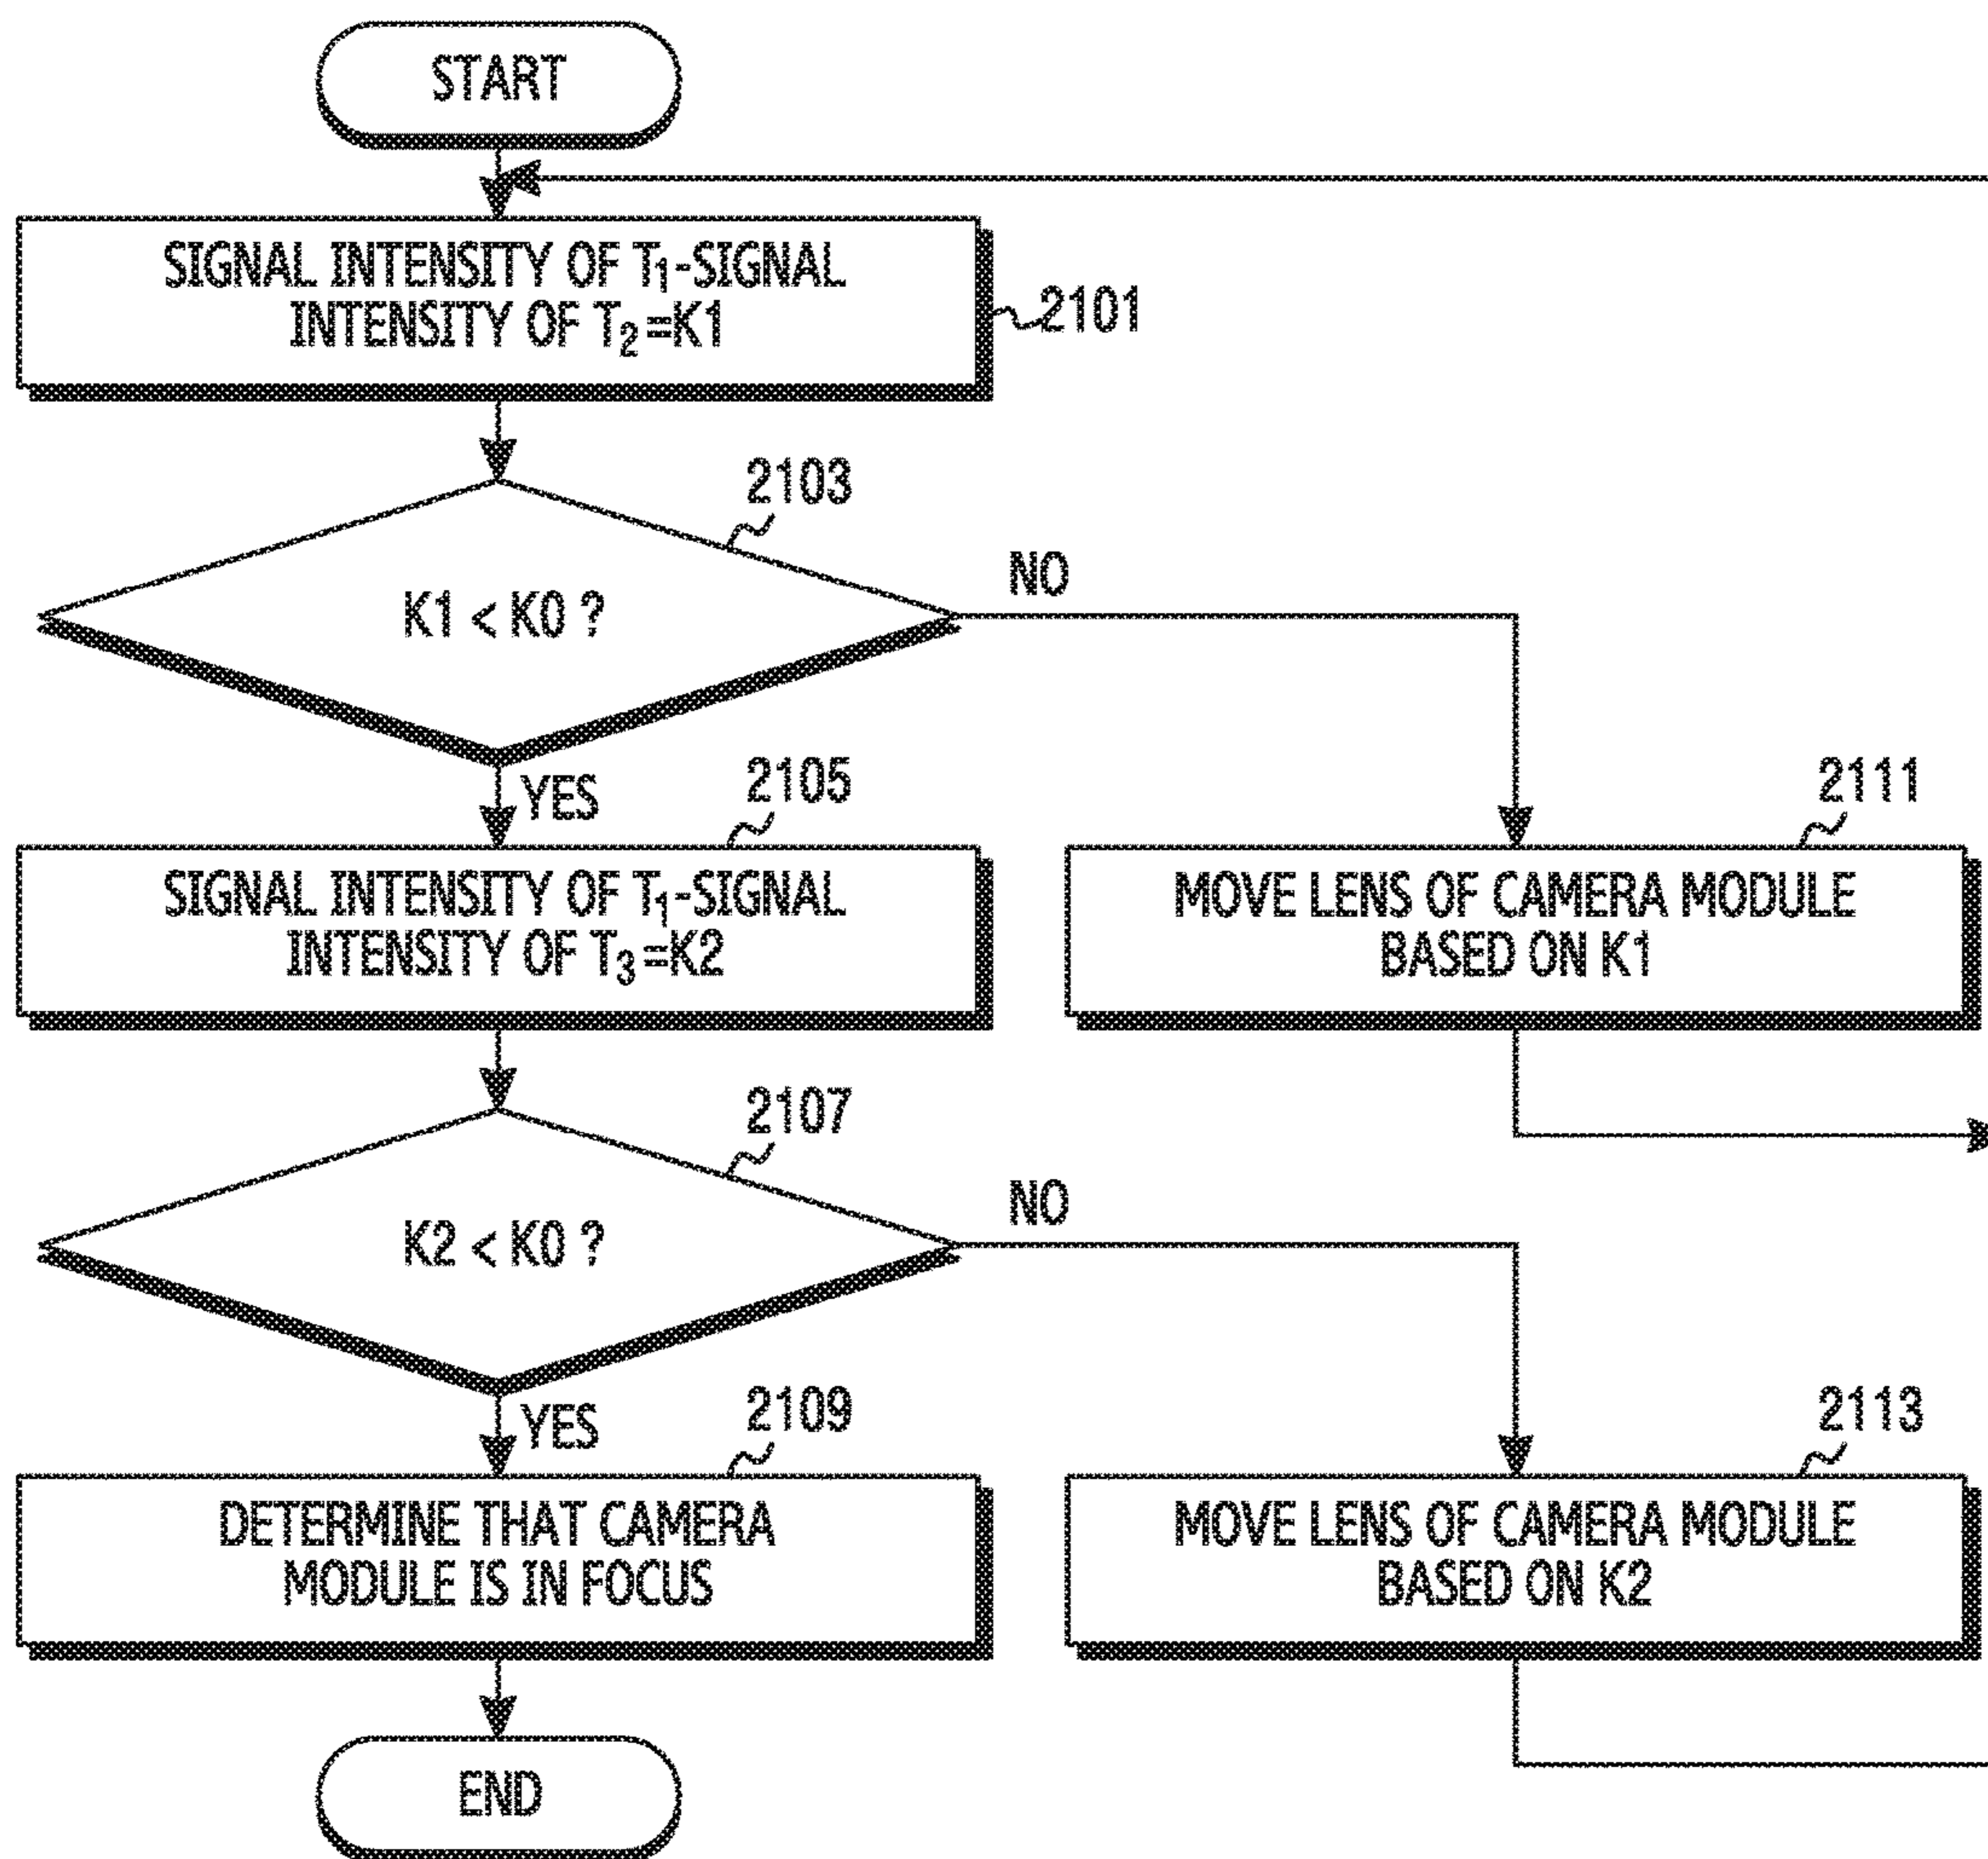 START
SIGNAL INTENSITY OF T₁-SIGNAL
INTENSITY OF T₂=K1
2101
2103
K1 < K0 ?
NO
YES
2105
SIGNAL INTENSITY OF T₁-SIGNAL
INTENSITY OF T₃=K2
2111
MOVE LENS OF CAMERA MODULE
BASED ON K1
2107
K2 < K0 ?
NO
YES
2109
DETERMINE THAT CAMERA
MODULE IS IN FOCUS
2113
MOVE LENS OF CAMERA MODULE
BASED ON K2
END